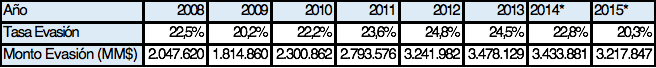 Año 2008 2009 2010 2011 2012 2013 2014* 2015*
Tasa Evasión 22,5% 20,2% 22,2% 23,6% 24,8% 24,5% 22,8% 20,3%
Monto Evasión (MM$) 2.047.620 1.814.860 2.300.862 2.793.576 3.241.982 3.478.129 3.433.881 3.217.847